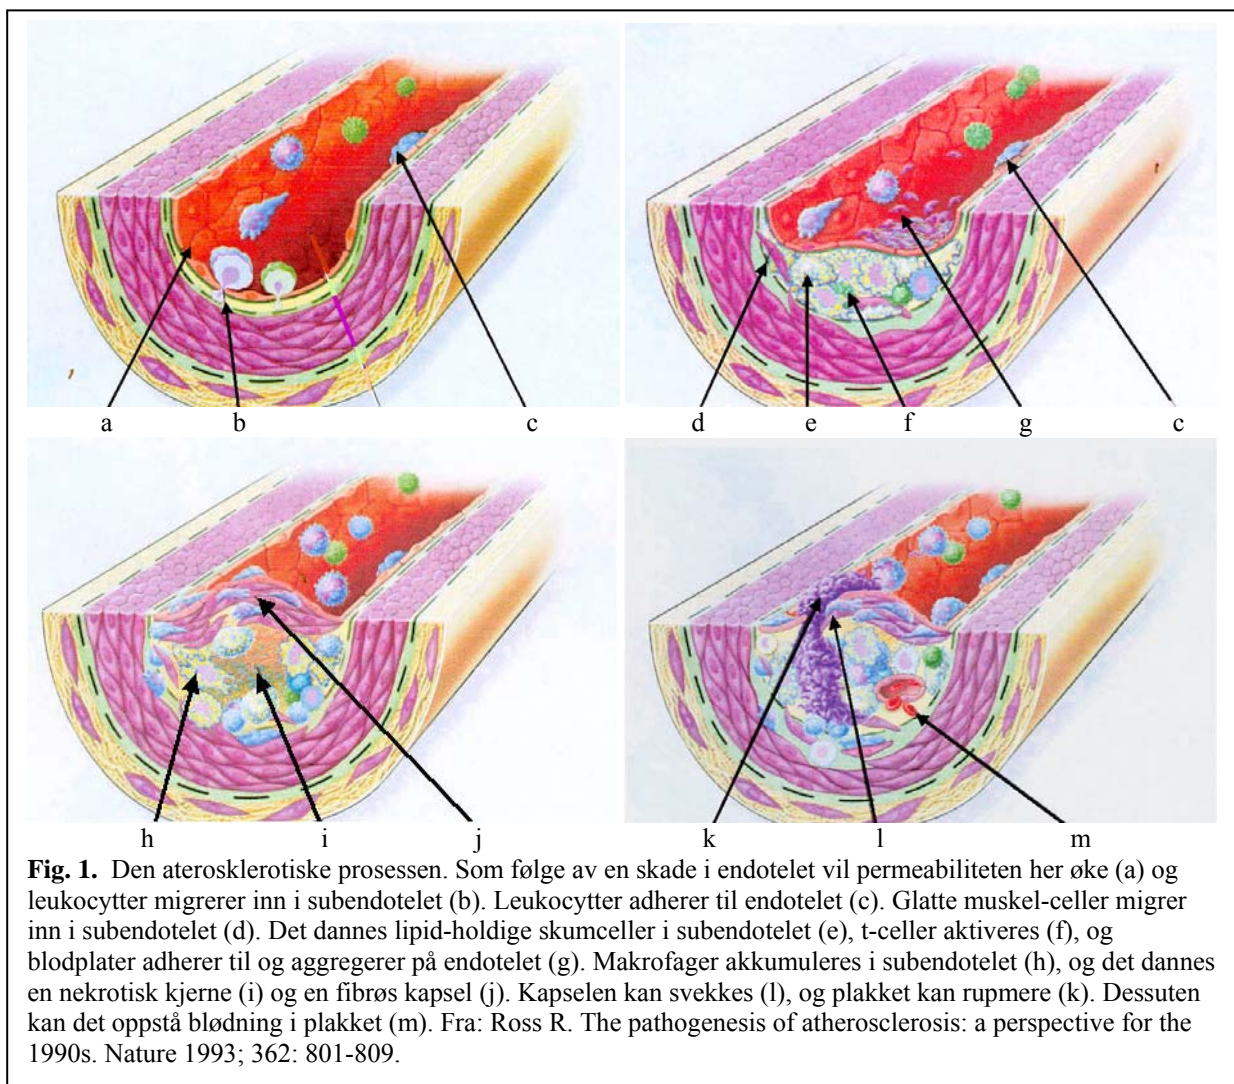 a b c
d e f g c
h i j
k l m
Fig. 1. Den aterosklerotiske prosessen. Som følge av en skade i endotelet vil permeabiliteten her øke (a) og
leukocytter migrerer inn i subendotelet (b). Leukocytter adherer til endotelet (c). Glatte muskel-celler migrer
inn i subendotelet (d). Det dannes lipid-holdige skumceller i subendotelet (e), t-celler aktiveres (f), og
blodplater adherer til og aggregerer på endotelet (g). Makrofager akkumuleres i subendotelet (h), og det dannes
en nekrotisk kjerne (i) og en fibrøs kapsel (j). Kapselen kan svekkes (l), og plakket kan rupmere (k). Dessuten
kan det oppstå blødning i plakket (m). Fra: Ross R. The pathogenesis of atherosclerosis: a perspective for the
1990s. Nature 1993; 362: 801-809.